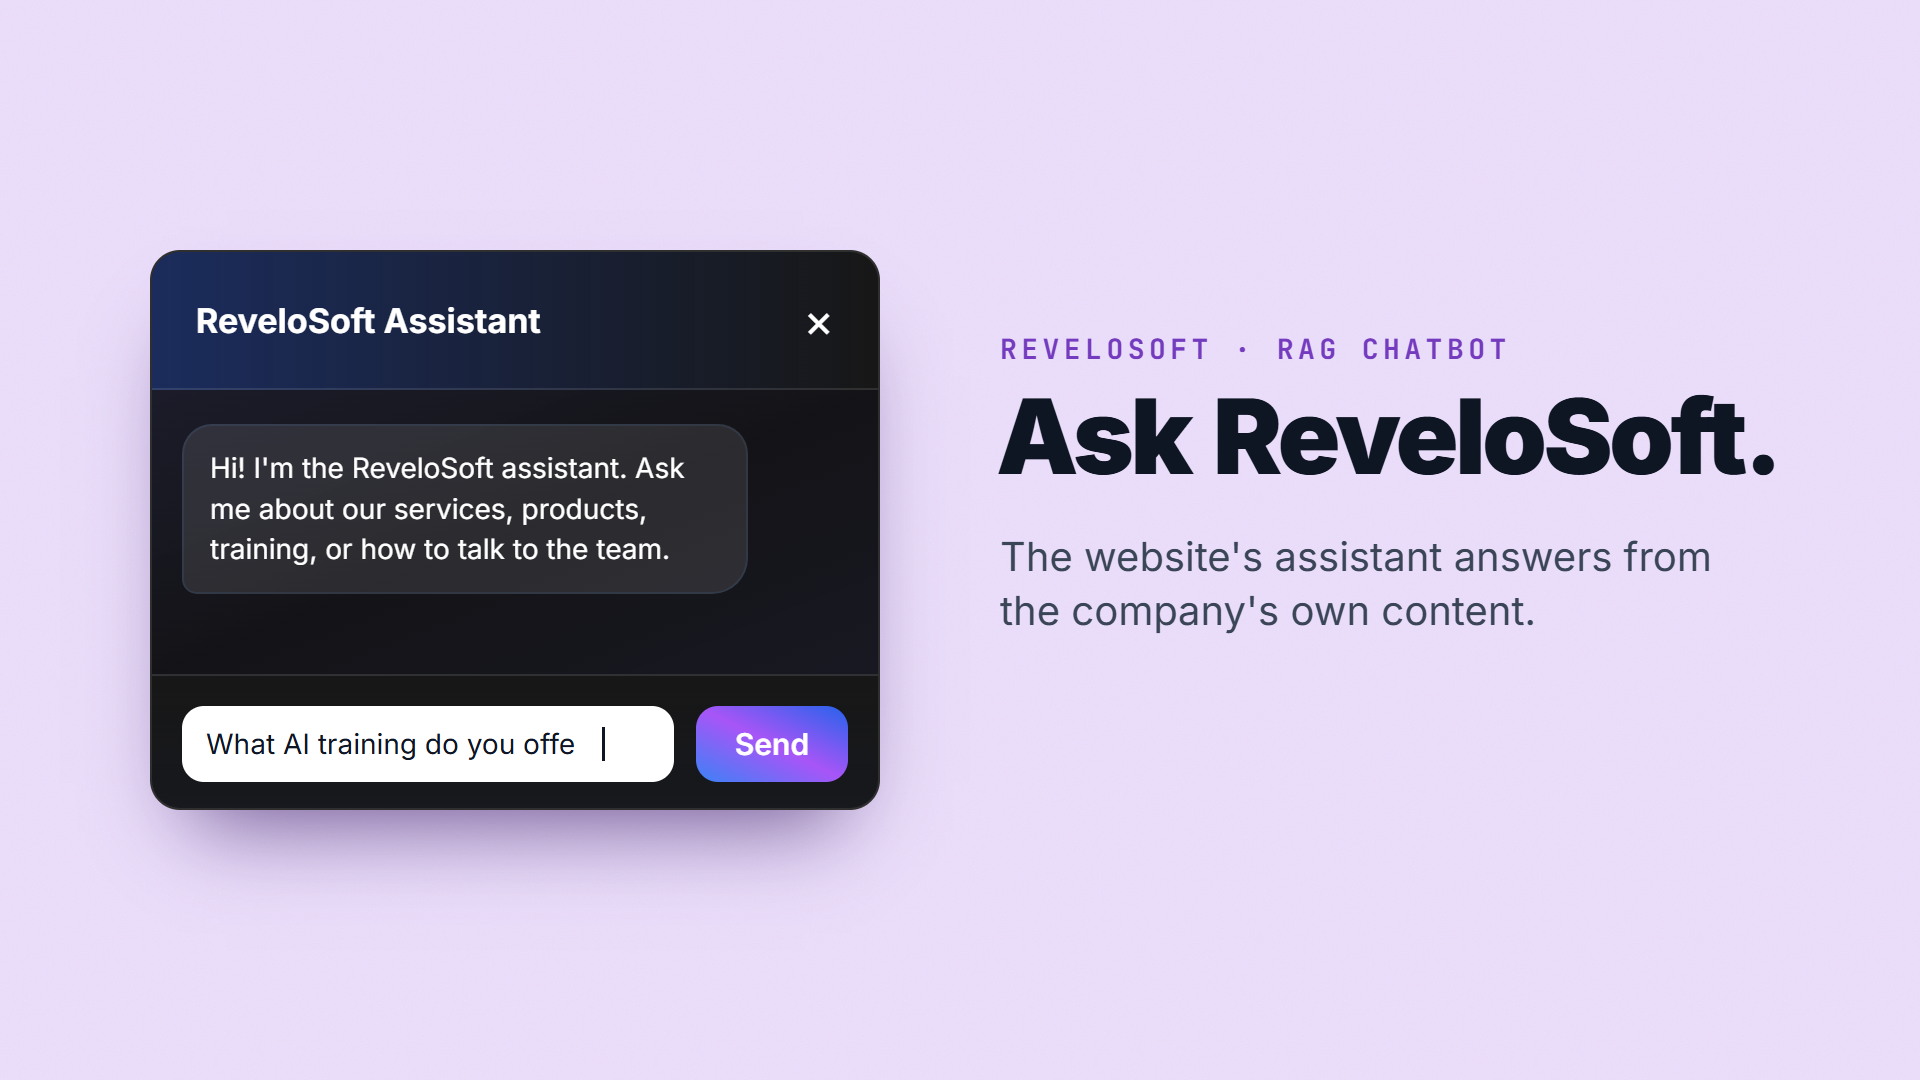 ReveloSoft Assistant
Hi! I'm the ReveloSoft assistant. Ask
me about our services, products,
training, or how to talk to the team.
What AI training do you offe
Send
REVELOSOFT · RAG CHATBOT
Ask ReveloSoft.
The website's assistant answers from
the company's own content.